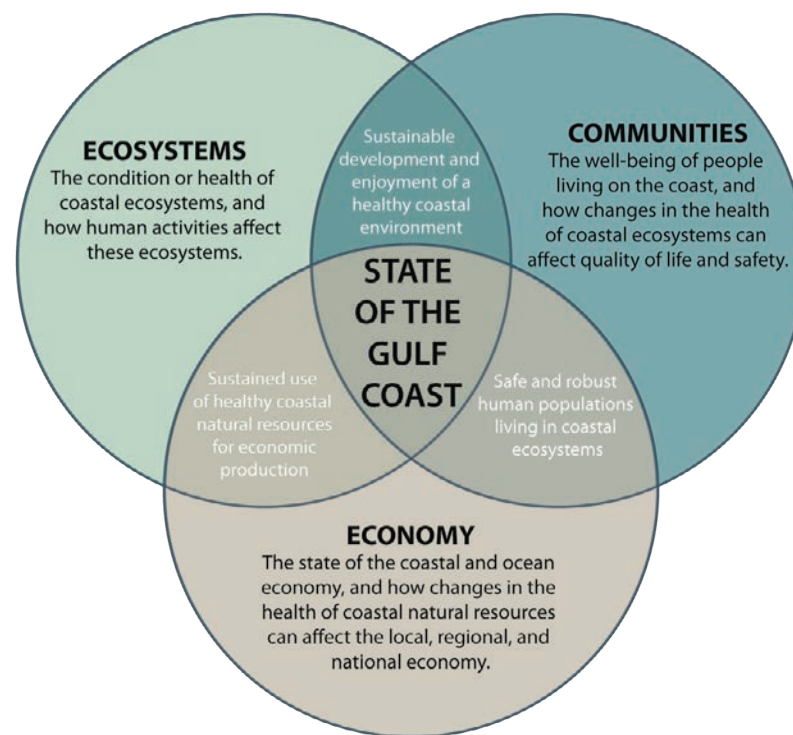 ECOSYSTEMS
The condition or health of
coastal ecosystems, and
how human activities affect
these ecosystems.
Sustainable
development and
enjoyment of a
healthy coastal
environment
COMMUNITIES
The well-being of people
living on the coast, and
how changes in the health
of coastal ecosystems can
affect quality of life and safety.
STATE
OF THE
GULF
COAST
Sustained use
of healthy coastal
natural resources
for economic
production
Safe and robust
human populations
living in coastal
ecosystems
ECONOMY
The state of the coastal and ocean
economy, and how changes in the
health of coastal natural resources
can affect the local, regional, and
national economy.